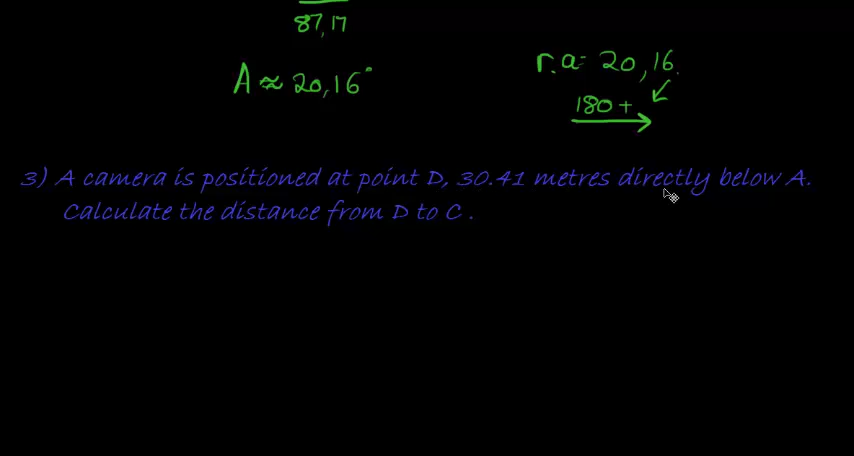 87,17
A ≈ 20,16°
r.a = 20,16.
180 +
3) A camera is positioned at point D, 30.41 metres directly below A.
Calculate the distance from D to C.